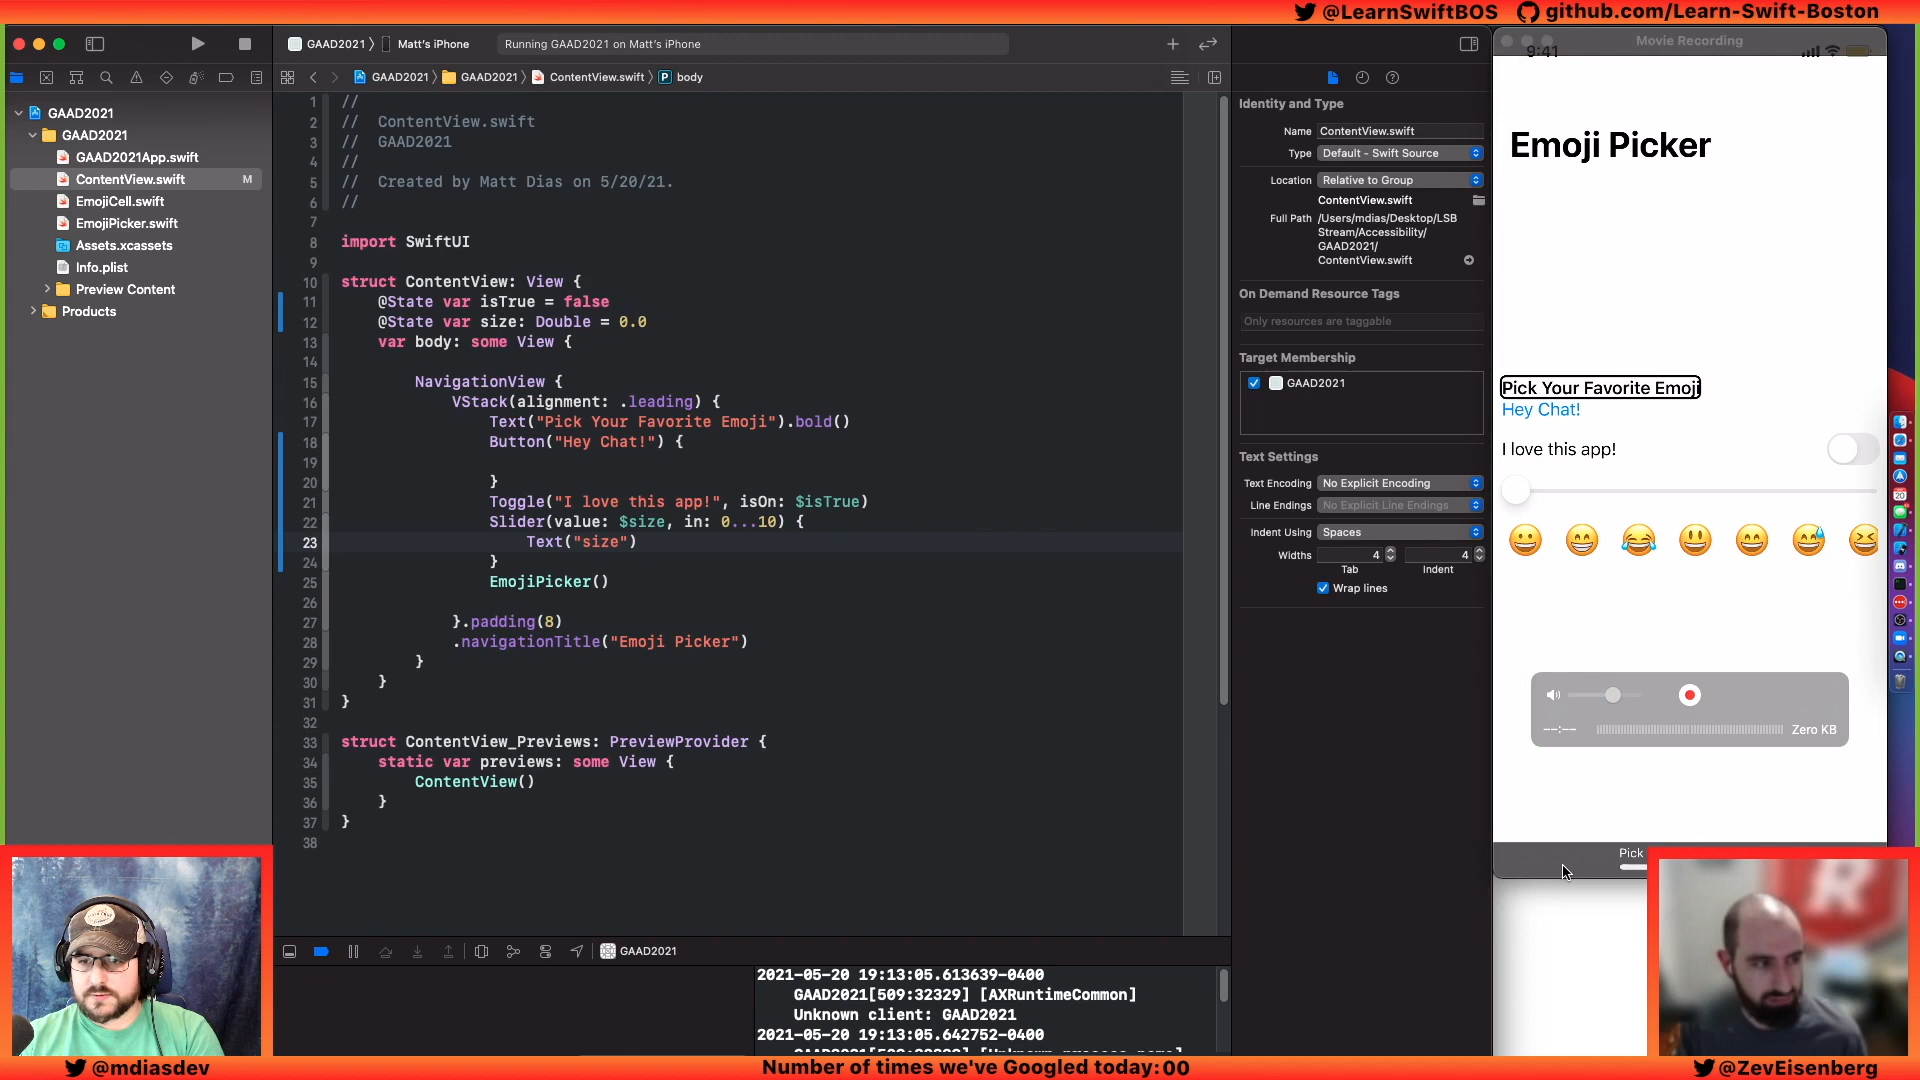 @LearnSwiftBOS github.com/Learn-Swift-Boston
GAAD2021 Matt's iPhone Running GAAD2021 on Matt's iPhone
GAAD2021 GAAD2021 ContentView.swift P body
GAAD2021
GAAD2021
GAAD2021App.swift
ContentView.swift M
EmojiCell.swift
EmojiPicker.swift
Assets.xcassets
Info.plist
Preview Content
Products
1 //
2 //  ContentView.swift
3 //  GAAD2021
4 //
5 //  Created by Matt Dias on 5/20/21.
6 //
7
8 import SwiftUI
9
10 struct ContentView: View {
11     @State var isTrue = false
12     @State var size: Double = 0.0
13     var body: some View {
14
15         NavigationView {
16             VStack(alignment: .leading) {
17                 Text("Pick Your Favorite Emoji").bold()
18                 Button("Hey Chat!") {
19
20                 }
21                 Toggle("I love this app!", isOn: $isTrue)
22                 Slider(value: $size, in: 0...10) {
23                     Text("size")
24                 }
25                 EmojiPicker()
26
27             }.padding(8)
28             .navigationTitle("Emoji Picker")
29         }
30     }
31 }
32
33 struct ContentView_Previews: PreviewProvider {
34     static var previews: some View {
35         ContentView()
36     }
37 }
38
GAAD2021
2021-05-20 19:13:05.613639-0400
GAAD2021[509:32329] [AXRuntimeCommon]
Unknown client: GAAD2021
2021-05-20 19:13:05.642752-0400
Identity and Type
Name ContentView.swift
Type Default - Swift Source
Location Relative to Group
ContentView.swift
Full Path /Users/mdias/Desktop/LSB
Stream/Accessibility/
GAAD2021/
ContentView.swift
On Demand Resource Tags
Only resources are taggable
Target Membership
GAAD2021
Text Settings
Text Encoding No Explicit Encoding
Line Endings No Explicit Line Endings
Indent Using Spaces
Widths 4 4
Tab Indent
Wrap lines
Movie Recording
9:41
Emoji Picker
Pick Your Favorite Emoji
Hey Chat!
I love this app!
--:-- Zero KB
Pick
@mdiasdev Number of times we've Googled today: 00 @ZevEisenberg